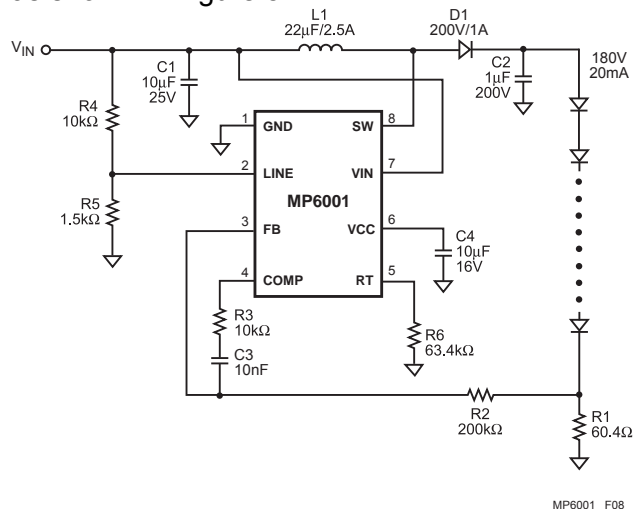 L1
22μF/2.5A
D1
200V/1A
VIN
C1
10μF
25V
C2
1μF
200V
180V
20mA
R4
10kΩ
1
GND
SW
8
2
LINE
VIN
7
MP6001
R5
1.5kΩ
3
FB
VCC
6
C4
10μF
16V
4
COMP
RT
5
R3
10kΩ
C3
10nF
R6
63.4kΩ
R2
200kΩ
R1
60.4Ω
MP6001_F08